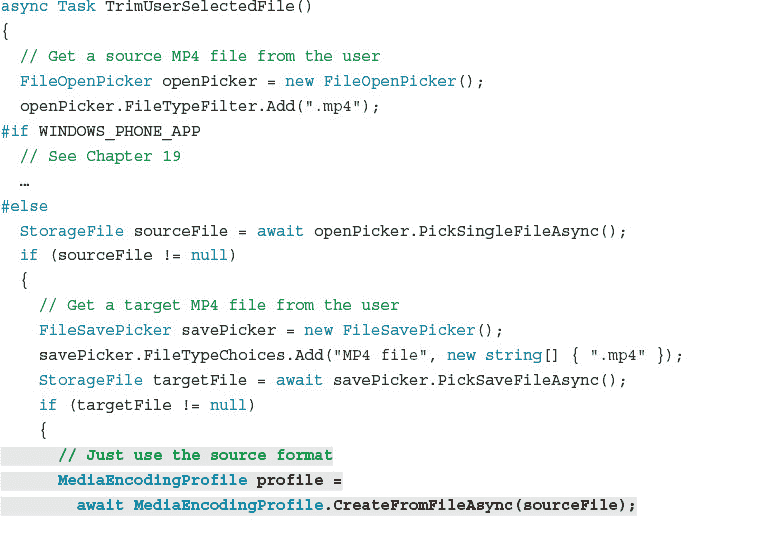 async Task TrimUserSelectedFile()
{
  // Get a source MP4 file from the user
  FileOpenPicker openPicker = new FileOpenPicker();
  openPicker.FileTypeFilter.Add(".mp4");
#if WINDOWS_PHONE_APP
  // See Chapter 19
  …
#else
  StorageFile sourceFile = await openPicker.PickSingleFileAsync();
  if (sourceFile != null)
  {
    // Get a target MP4 file from the user
    FileSavePicker savePicker = new FileSavePicker();
    savePicker.FileTypeChoices.Add("MP4 file", new string[] { ".mp4" });
    StorageFile targetFile = await savePicker.PickSaveFileAsync();
    if (targetFile != null)
    {
      // Just use the source format
      MediaEncodingProfile profile =
        await MediaEncodingProfile.CreateFromFileAsync(sourceFile);